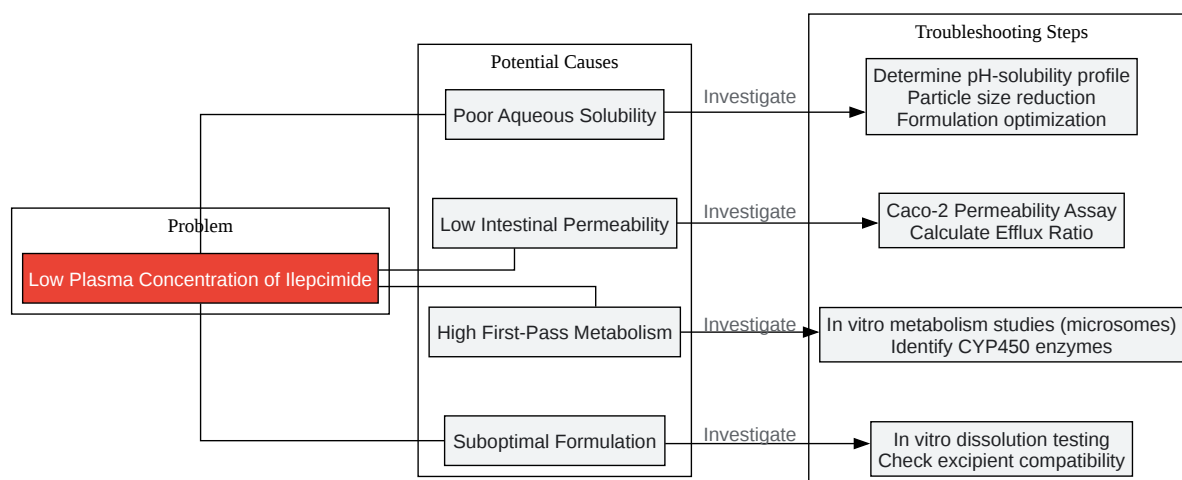 Troubleshooting Steps
Potential Causes
Determine pH-solubility profile
Particle size reduction
Formulation optimization
Investigate
Poor Aqueous Solubility
Caco-2 Permeability Assay
Calculate Efflux Ratio
Investigate
Low Intestinal Permeability
Problem
Low Plasma Concentration of Ilepcimide
High First-Pass Metabolism
Investigate
In vitro metabolism studies (microsomes)
Identify CYP450 enzymes
Suboptimal Formulation
Investigate
In vitro dissolution testing
Check excipient compatibility